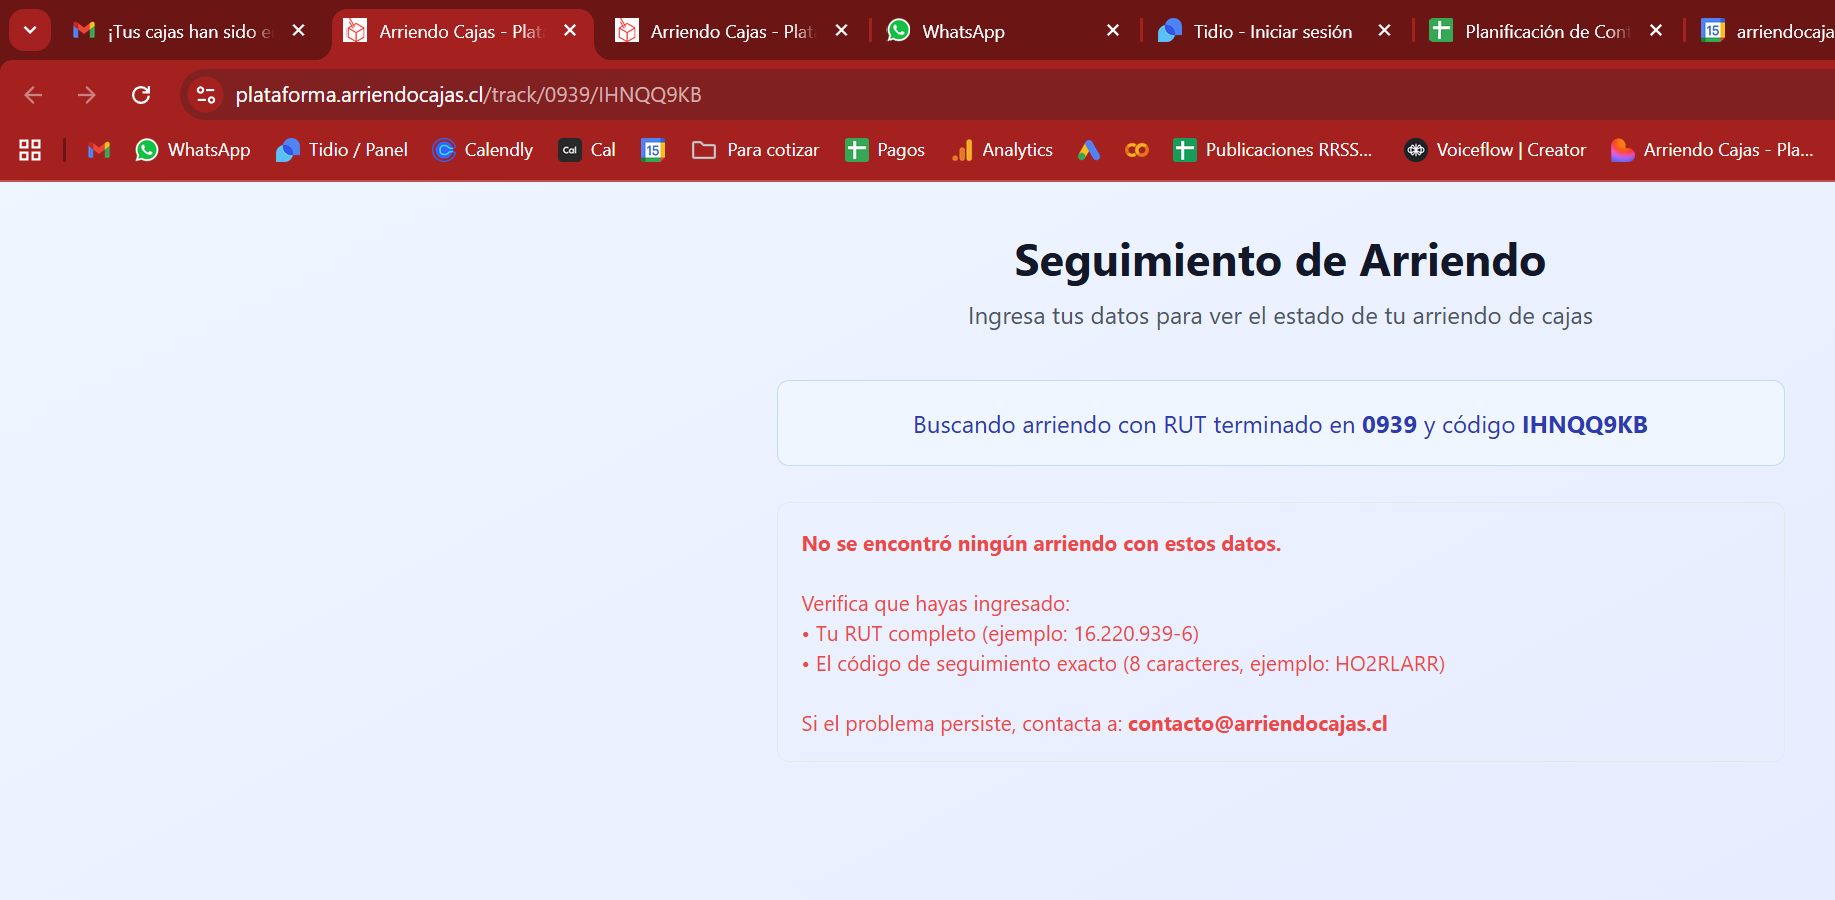 ¡Tus cajas han sido e
Arriendo Cajas - Plat
Arriendo Cajas - Plat
WhatsApp
Tidio - Iniciar sesión
Planificación de Cont
15
arriendocaja
plataforma.arriendocajas.cl/track/0939/IHNQQ9KB
WhatsApp
Tidio / Panel
Calendly
Cal
Cal
15
Para cotizar
Pagos
Analytics
Publicaciones RRSS...
Voiceflow | Creator
Arriendo Cajas - Pla...
Seguimiento de Arriendo
Ingresa tus datos para ver el estado de tu arriendo de cajas
Buscando arriendo con RUT terminado en 0939 y código IHNQQ9KB
No se encontró ningún arriendo con estos datos.
Verifica que hayas ingresado:
• Tu RUT completo (ejemplo: 16.220.939-6)
• El código de seguimiento exacto (8 caracteres, ejemplo: HO2RLARR)
Si el problema persiste, contacta a: contacto@arriendocajas.cl